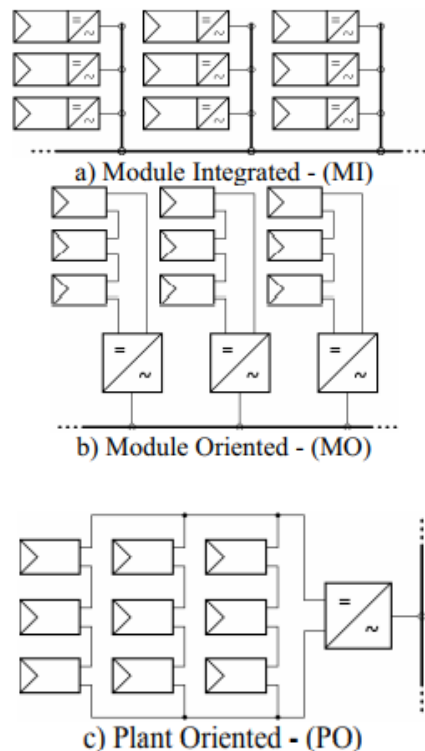 a) Module Integrated - (MI)
b) Module Oriented - (MO)
c) Plant Oriented - (PO)